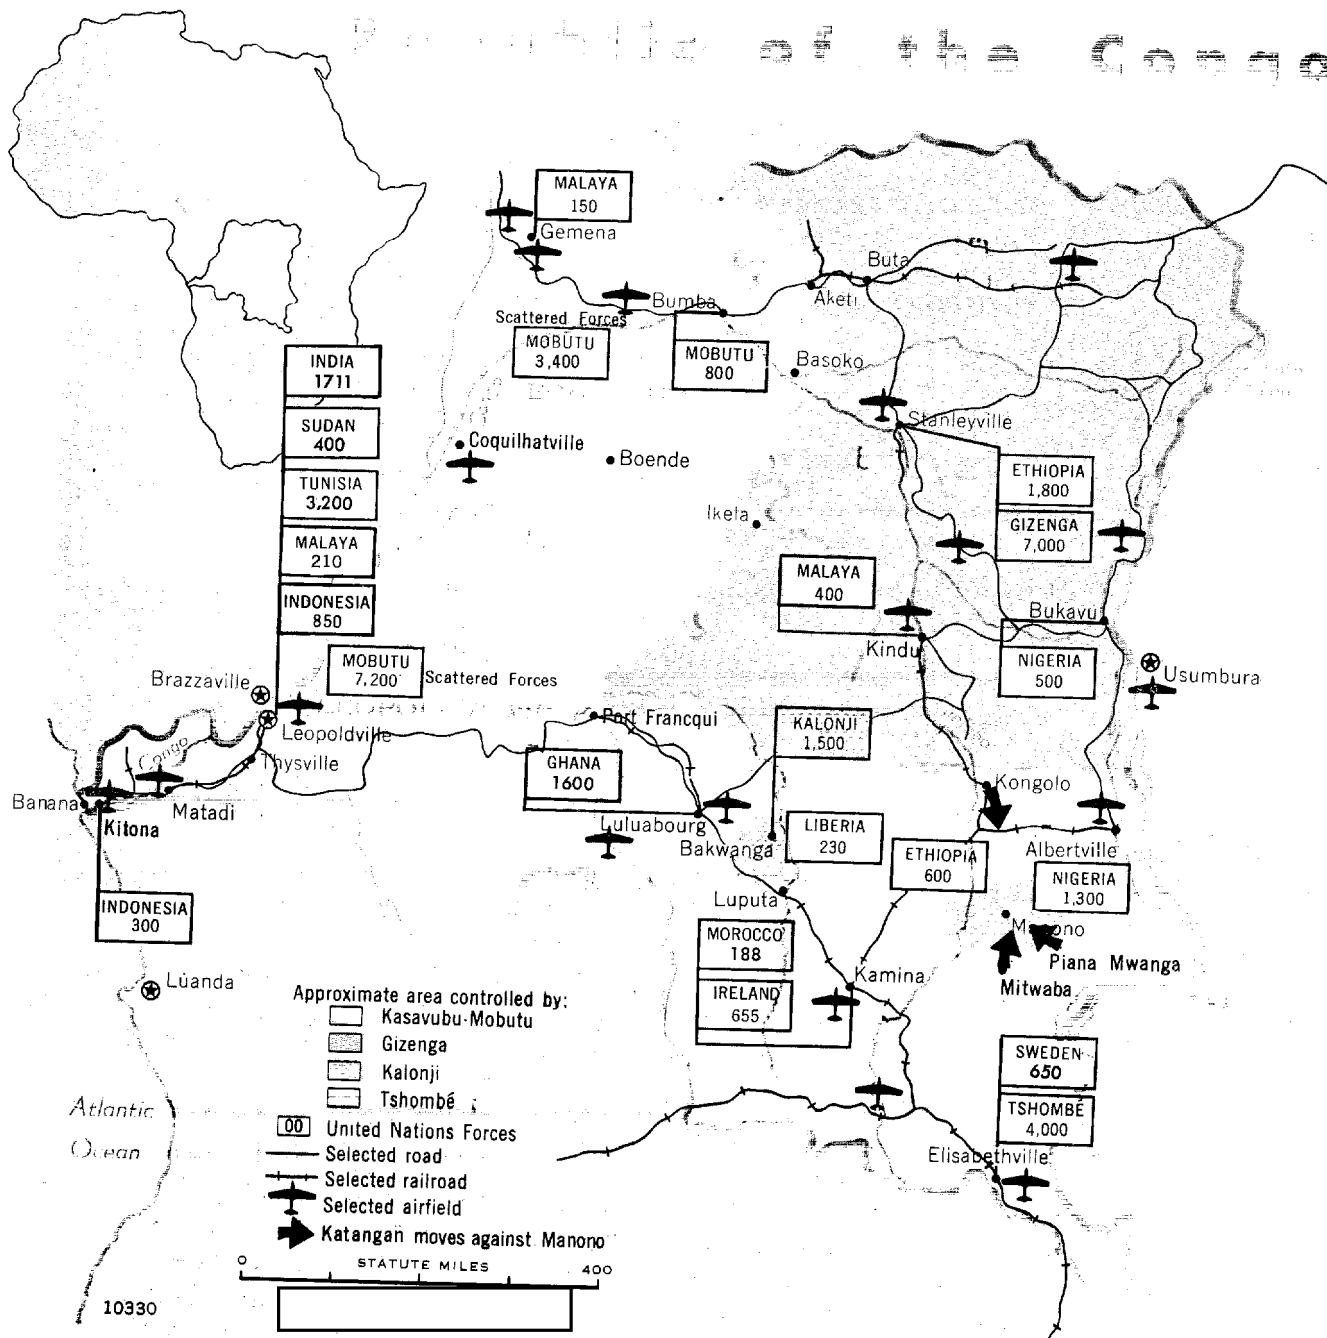 of the Congo
MALAYA
150
Gemena
Buta
Aketi
Bumba
Scattered Forces
MOBUTU
3,400
MOBUTU
800
Basoko
INDIA
1711
SUDAN
400
TUNISIA
3,200
MALAYA
210
INDONESIA
850
Coquilhatville
Boende
Stanleyville
ETHIOPIA
1,800
GIZENGA
7,000
Ikela
MALAYA
400
Kindu
Bukavu
NIGERIA
500
Usumbura
MOBUTU
7,200
Scattered Forces
Brazzaville
Leopoldville
Thysville
Congo
Banana
Kitona
Matadi
Port Francqui
GHANA
1600
Luluabourg
KALONJI
1,500
Bakwanga
LIBERIA
230
Kongolo
Albertville
ETHIOPIA
600
NIGERIA
1,300
Luputa
Manono
Piana Mwanga
Mitwaba
MOROCCO
188
IRELAND
655
Kamina
INDONESIA
300
Luanda
SWEDEN
650
TSHOMBÉ
4,000
Elisabethville
Atlantic
Ocean
Approximate area controlled by:
Kasavubu-Mobutu
Gizenga
Kalonji
Tshombé
00 United Nations Forces
Selected road
Selected railroad
Selected airfield
Katangan moves against Manono
0 STATUTE MILES 400
10330